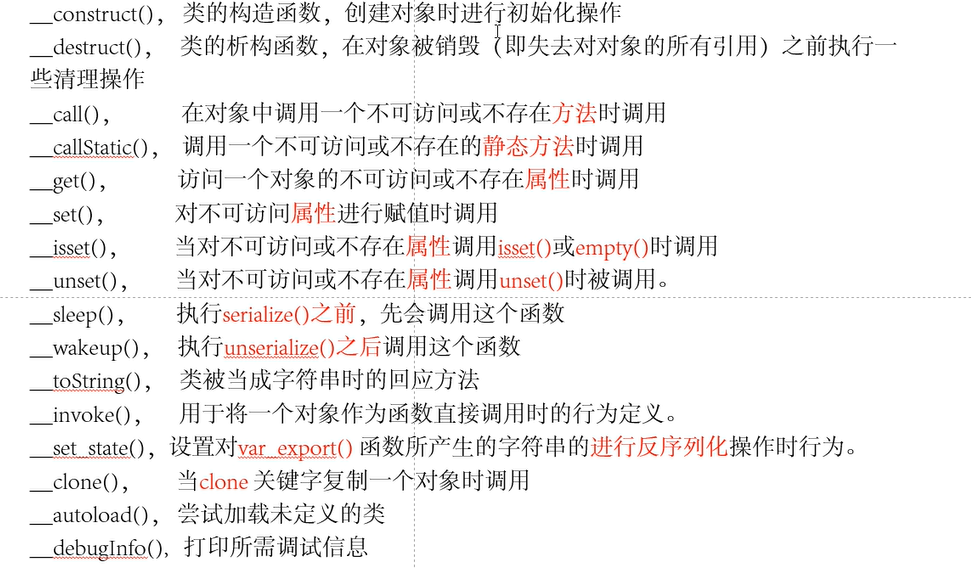 __construct()， 类的构造函数，创建对象时进行初始化操作
__destruct()， 类的析构函数，在对象被销毁（即失去对对象的所有引用）之前执行一
些清理操作
__call()， 在对象中调用一个不可访问或不存在方法时调用
__callStatic()， 调用一个不可访问或不存在的静态方法时调用
__get()， 访问一个对象的不可访问或不存在属性时调用
__set()， 对不可访问属性进行赋值时调用
__isset()， 当对不可访问或不存在属性调用isset()或empty()时调用
__unset()， 当对不可访问或不存在属性调用unset()时被调用。
__sleep()， 执行serialize()之前，先会调用这个函数
__wakeup()， 执行unserialize()之后调用这个函数
__toString()， 类被当成字符串时的回应方法
__invoke()， 用于将一个对象作为函数直接调用时的行为定义。
__set_state()，设置对var_export() 函数所产生的字符串的进行反序列化操作时行为。
__clone()， 当clone 关键字复制一个对象时调用
__autoload()， 尝试加载未定义的类
__debugInfo()，打印所需调试信息